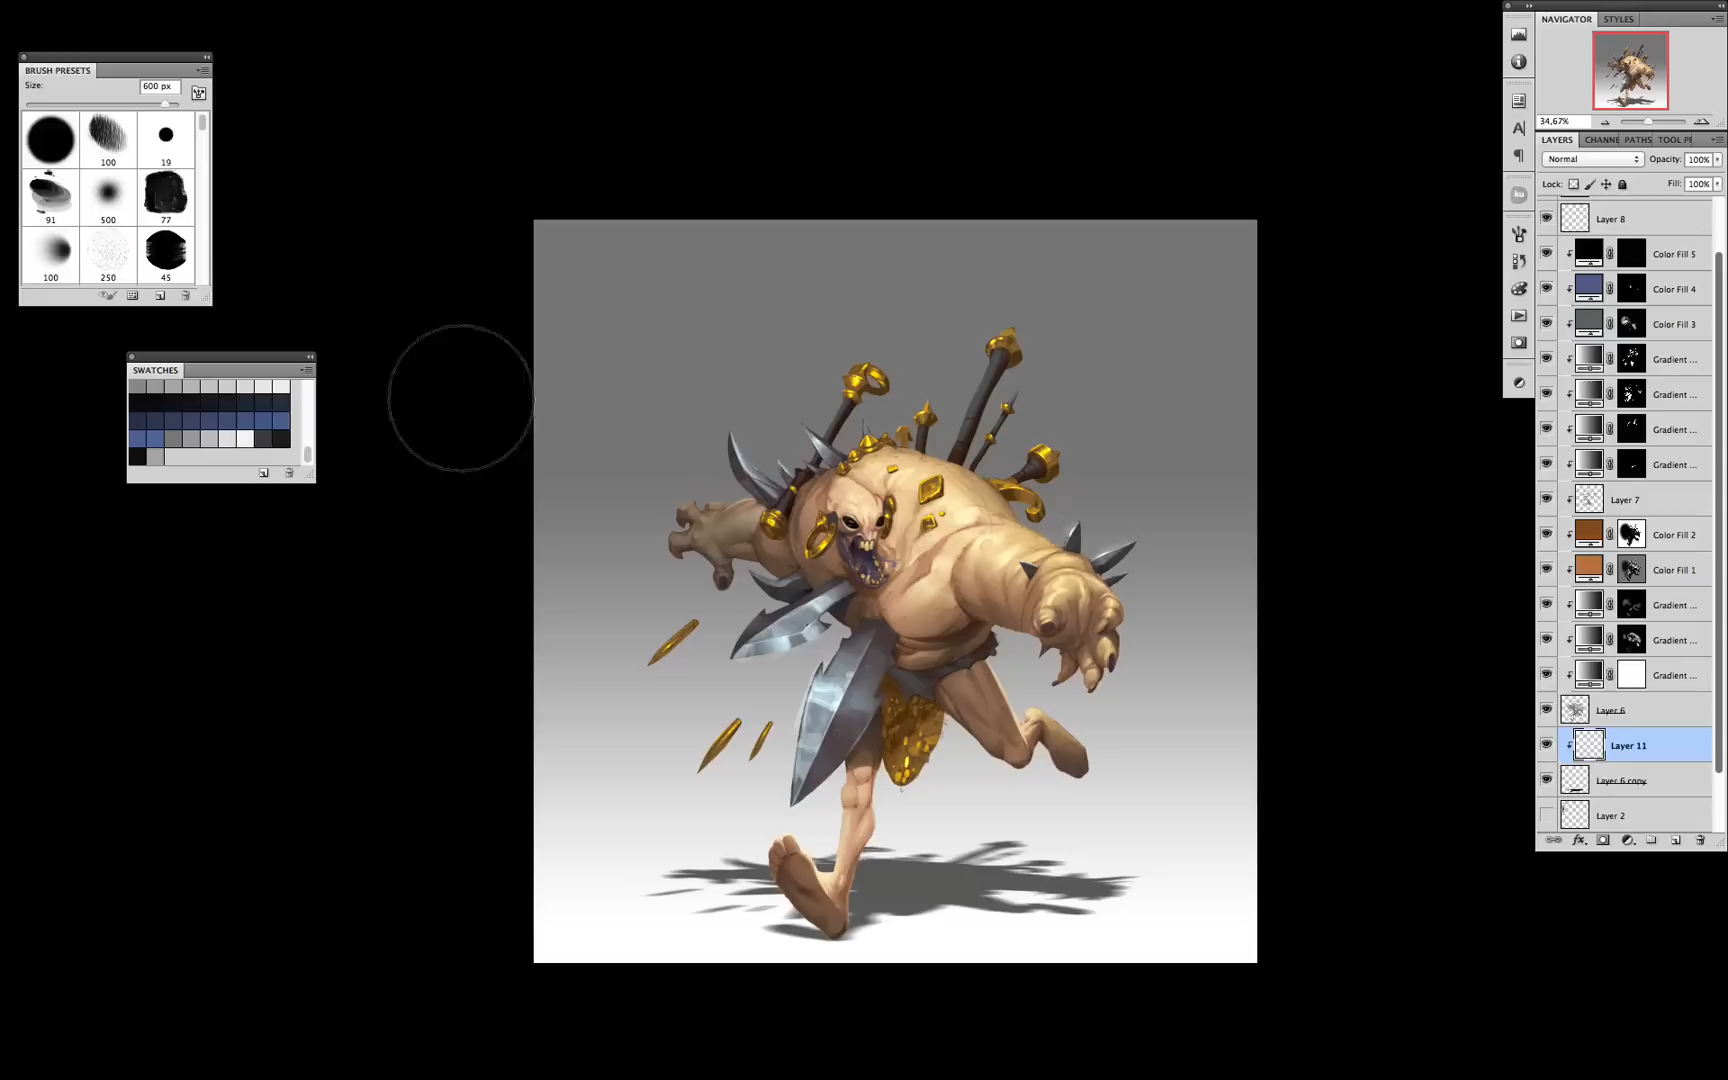 NAVIGATOR STYLES
BRUSH PRESETS
Size: 600 px
100 19
91 500 77
100 250 45
SWATCHES
34,67%
LAYERS CHANNE PATHS TOOL PI
Normal Opacity: 100%
Lock: Fill: 100%
Layer 8
Color Fill 5
Color Fill 4
Color Fill 3
Gradient ...
Gradient ...
Gradient ...
Gradient ...
Layer 7
Color Fill 2
Color Fill 1
Gradient ...
Gradient ...
Gradient ...
Layer 6
Layer 11
Layer 6 copy
Layer 2
A
ku
fx